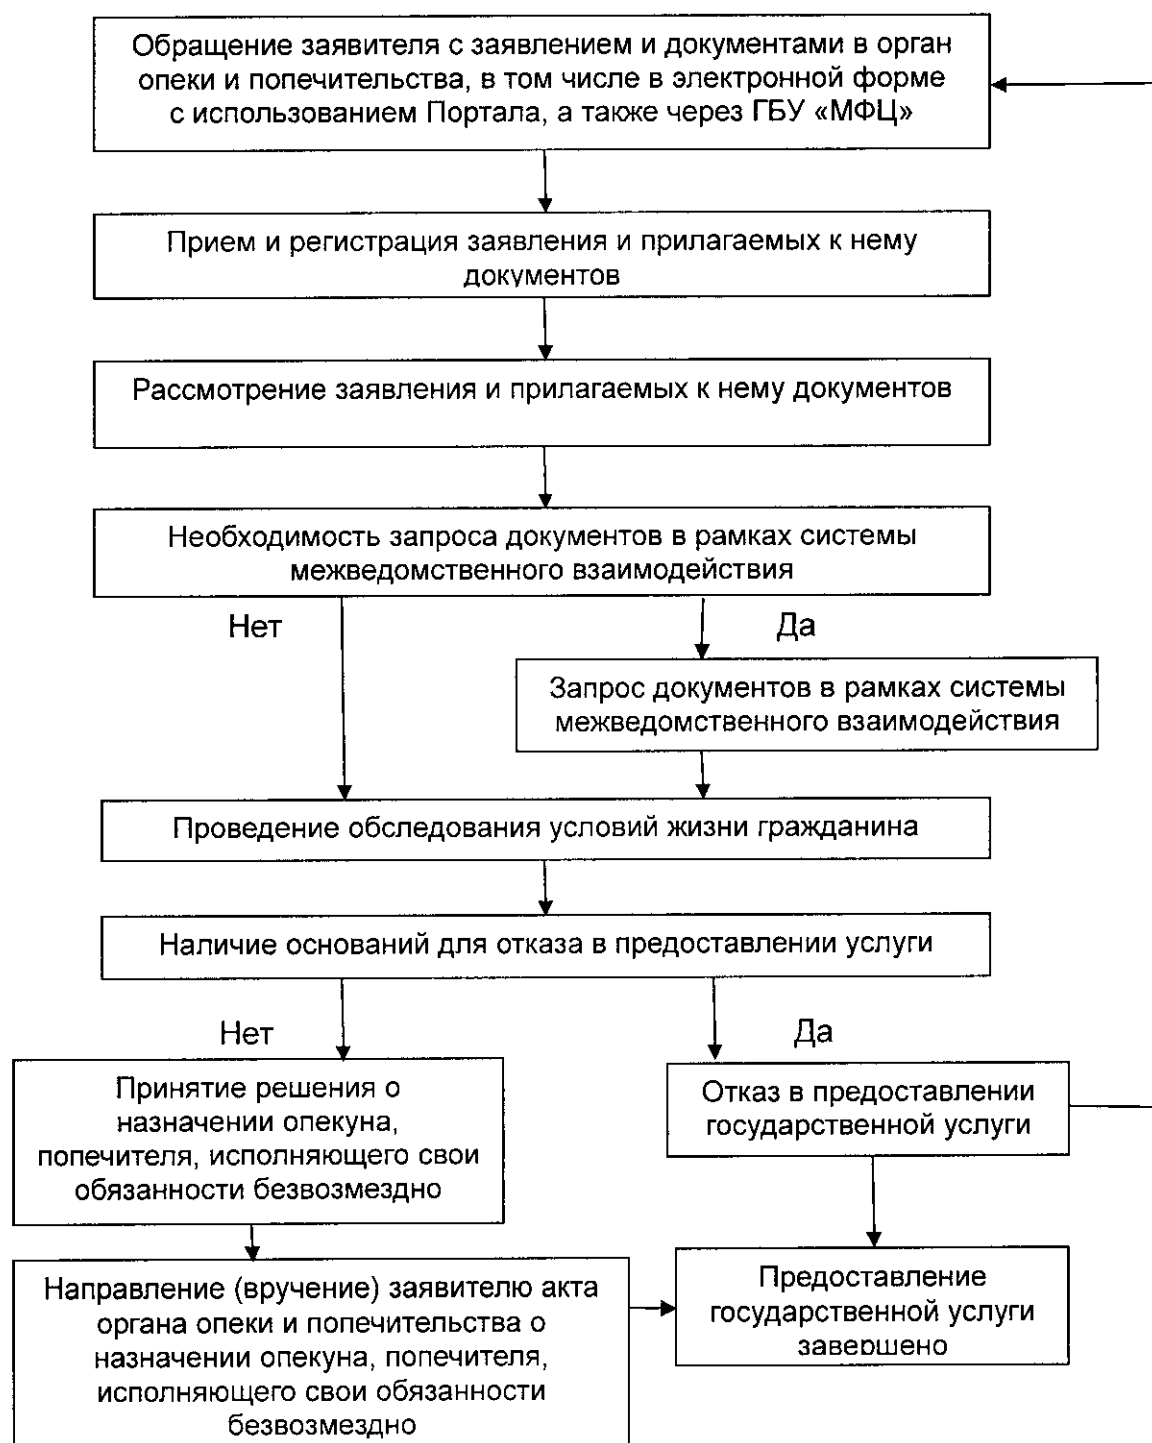 Обращение заявителя с заявлением и документами в орган
опеки и попечительства, в том числе в электронной форме
с использованием Портала, а также через ГБУ «МФЦ»
Прием и регистрация заявления и прилагаемых к нему
документов
Рассмотрение заявления и прилагаемых к нему документов
Необходимость запроса документов в рамках системы
межведомственного взаимодействия
Нет
Да
Запрос документов в рамках системы
межведомственного взаимодействия
Проведение обследования условий жизни гражданина
Наличие оснований для отказа в предоставлении услуги
Нет
Да
Принятие решения о
назначении опекуна,
попечителя, исполняющего свои
обязанности безвозмездно
Отказ в предоставлении
государственной услуги
Направление (вручение) заявителю акта
органа опеки и попечительства о
назначении опекуна, попечителя,
исполняющего свои обязанности
безвозмездно
Предоставление
государственной услуги
завершено